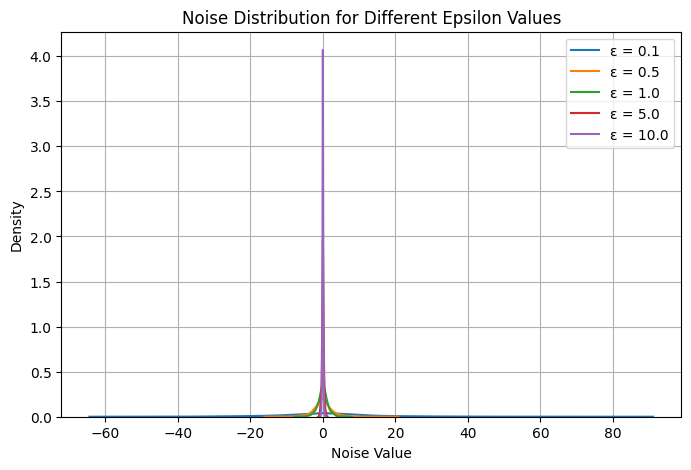 Noise Distribution for Different Epsilon Values
ε = 0.1
ε = 0.5
ε = 1.0
ε = 5.0
ε = 10.0
Density
4.0
3.5
3.0
2.5
2.0
1.5
1.0
0.5
0.0
−60 −40 −20 0 20 40 60 80
Noise Value